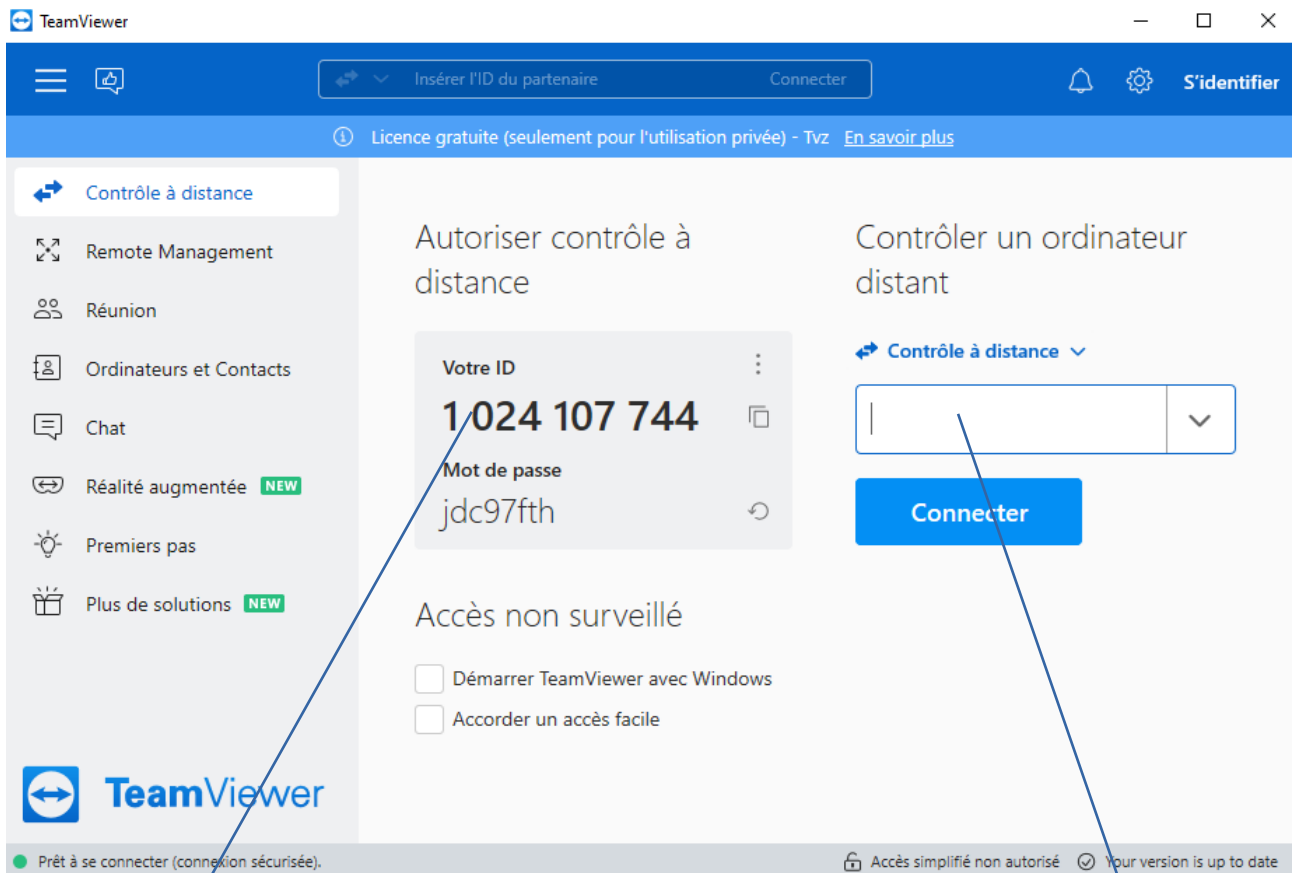 TeamViewer
Insérer l'ID du partenaire Connecter
S'identifier
Licence gratuite (seulement pour l'utilisation privée) - Tvz En savoir plus
Contrôle à distance
Remote Management
Réunion
Ordinateurs et Contacts
Chat
Réalité augmentée NEW
Premiers pas
Plus de solutions NEW
Autoriser contrôle à
distance
Votre ID
1 024 107 744
Mot de passe
jdc97fth
Accès non surveillé
Démarrer TeamViewer avec Windows
Accorder un accès facile
Contrôler un ordinateur
distant
Contrôle à distance
Connecter
TeamViewer
Prêt à se connecter (connexion sécurisée).
Accès simplifié non autorisé Your version is up to date